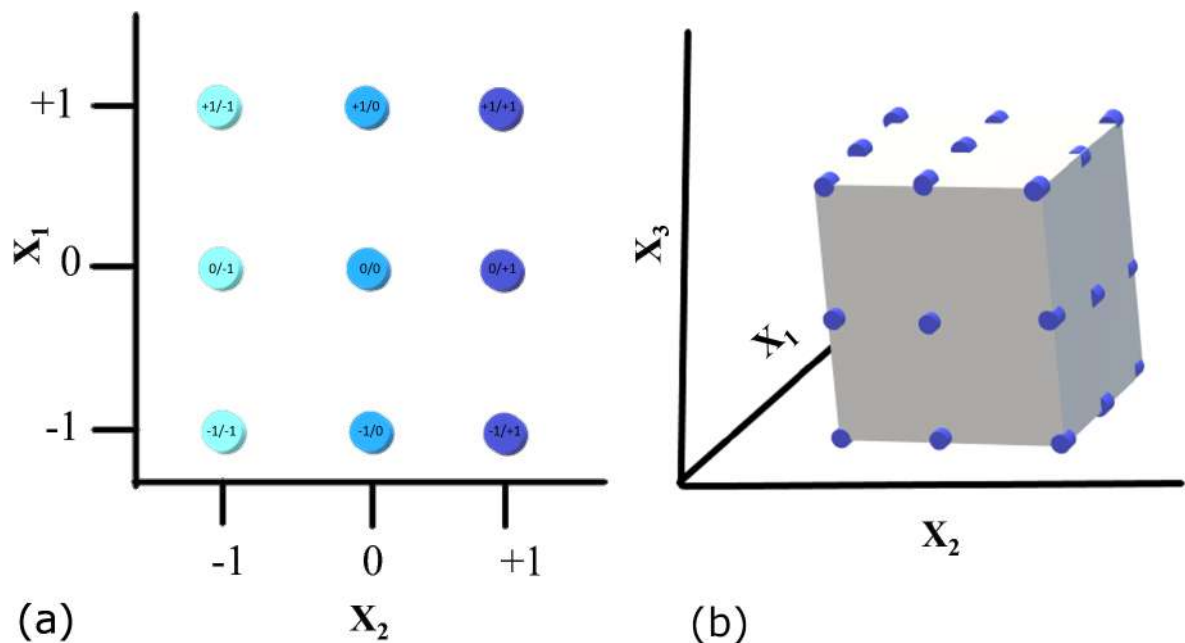 +1
+1/-1
+1/0
+1/+1
X₁
0
0/-1
0/0
0/+1
-1
-1/-1
-1/0
-1/+1
-1
0
+1
X₂
(a)
X₃
X₁
X₂
(b)